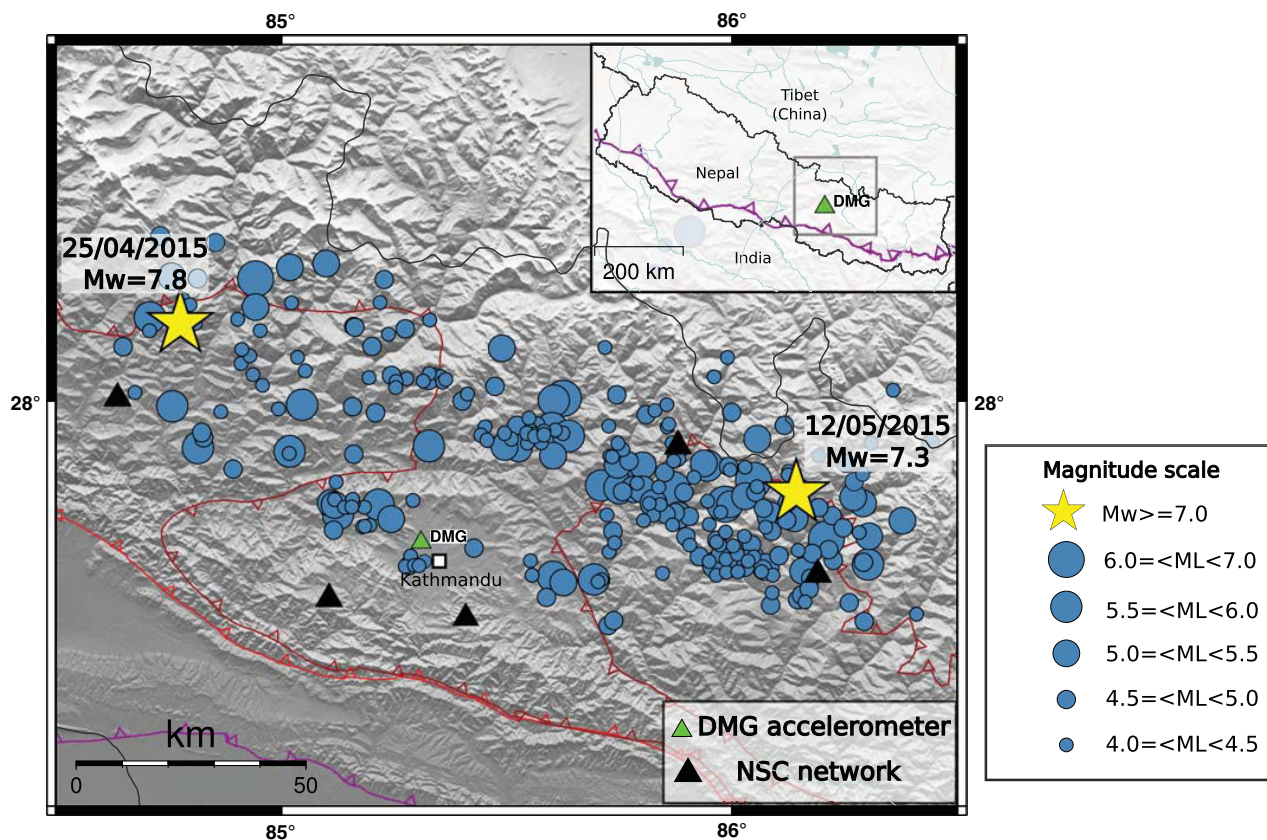 85°
86°
Tibet
(China)
Nepal
DMG
India
200 km
25/04/2015
Mw=7.8
28°
28°
12/05/2015
Mw=7.3
DMG
Kathmandu
km
0
50
DMG accelerometer
NSC network
85°
86°
Magnitude scale
Mw>=7.0
6.0=<ML<7.0
5.5=<ML<6.0
5.0=<ML<5.5
4.5=<ML<5.0
4.0=<ML<4.5